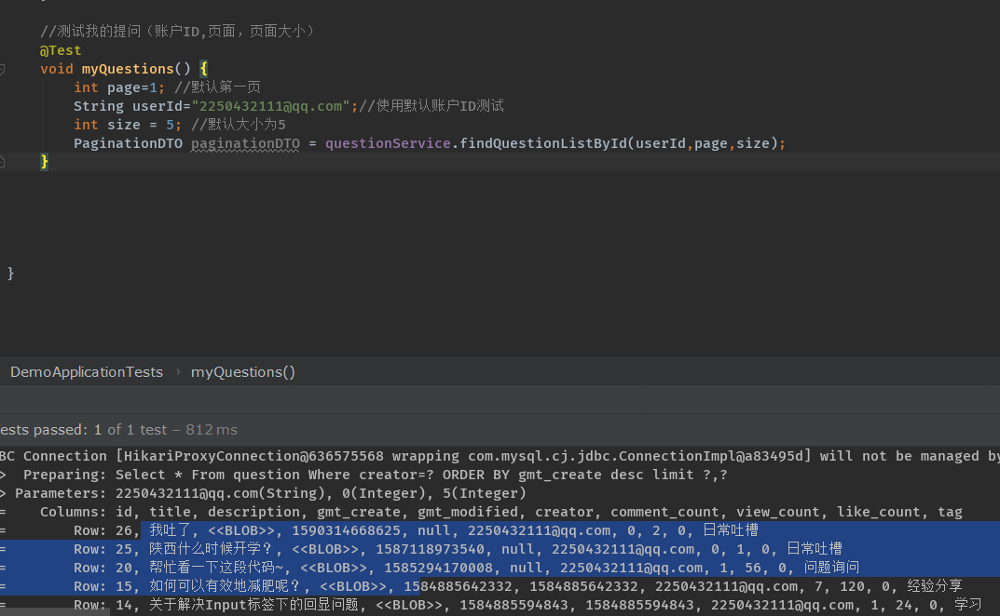 //测试我的提问（账户ID,页面，页面大小）
@Test
void myQuestions() {
int page=1; //默认第一页
String userId="2250432111@qq.com";//使用默认账户ID测试
int size = 5; //默认大小为5
PaginationDTO paginationDTO = questionService.findQuestionListById(userId,page,size);
}
}
DemoApplicationTests › myQuestions()
ests passed: 1 of 1 test – 812 ms
BC Connection [HikariProxyConnection@636575568 wrapping com.mysql.cj.jdbc.ConnectionImpl@a83495d] will not be managed by
> Preparing: Select * From question Where creator=? ORDER BY gmt_create desc limit ?,?
> Parameters: 2250432111@qq.com(String), 0(Integer), 5(Integer)
= Columns: id, title, description, gmt_create, gmt_modified, creator, comment_count, view_count, like_count, tag
= Row: 26, 我吐了, <<BLOB>>, 1590314668625, null, 2250432111@qq.com, 0, 2, 0, 日常吐槽
= Row: 25, 陕西什么时候开学?, <<BLOB>>, 1587118973540, null, 2250432111@qq.com, 0, 1, 0, 日常吐槽
= Row: 20, 帮忙看一下这段代码~, <<BLOB>>, 1585294170008, null, 2250432111@qq.com, 1, 56, 0, 问题询问
= Row: 15, 如何可以有效地减肥呢？, <<BLOB>>, 1584885642332, 1584885642332, 2250432111@qq.com, 7, 120, 0, 经验分享
= Row: 14, 关于解决Input标签下的回显问题, <<BLOB>>, 1584885594843, 1584885594843, 2250432111@qq.com, 1, 24, 0, 学习